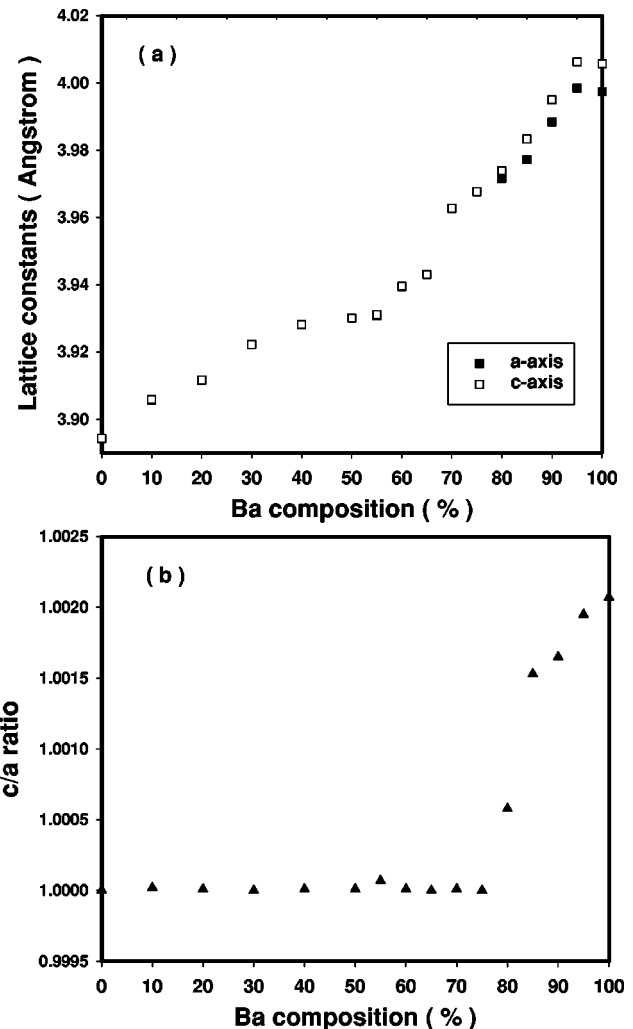 4.02
( a )
4.00
3.98
3.96
3.94
3.92
3.90
Lattice constants ( Angstrom )
a-axis
c-axis
0 10 20 30 40 50 60 70 80 90 100
Ba composition ( % )
1.0025
( b )
1.0020
1.0015
1.0010
1.0005
1.0000
0.9995
c/a ratio
0 10 20 30 40 50 60 70 80 90 100
Ba composition ( % )